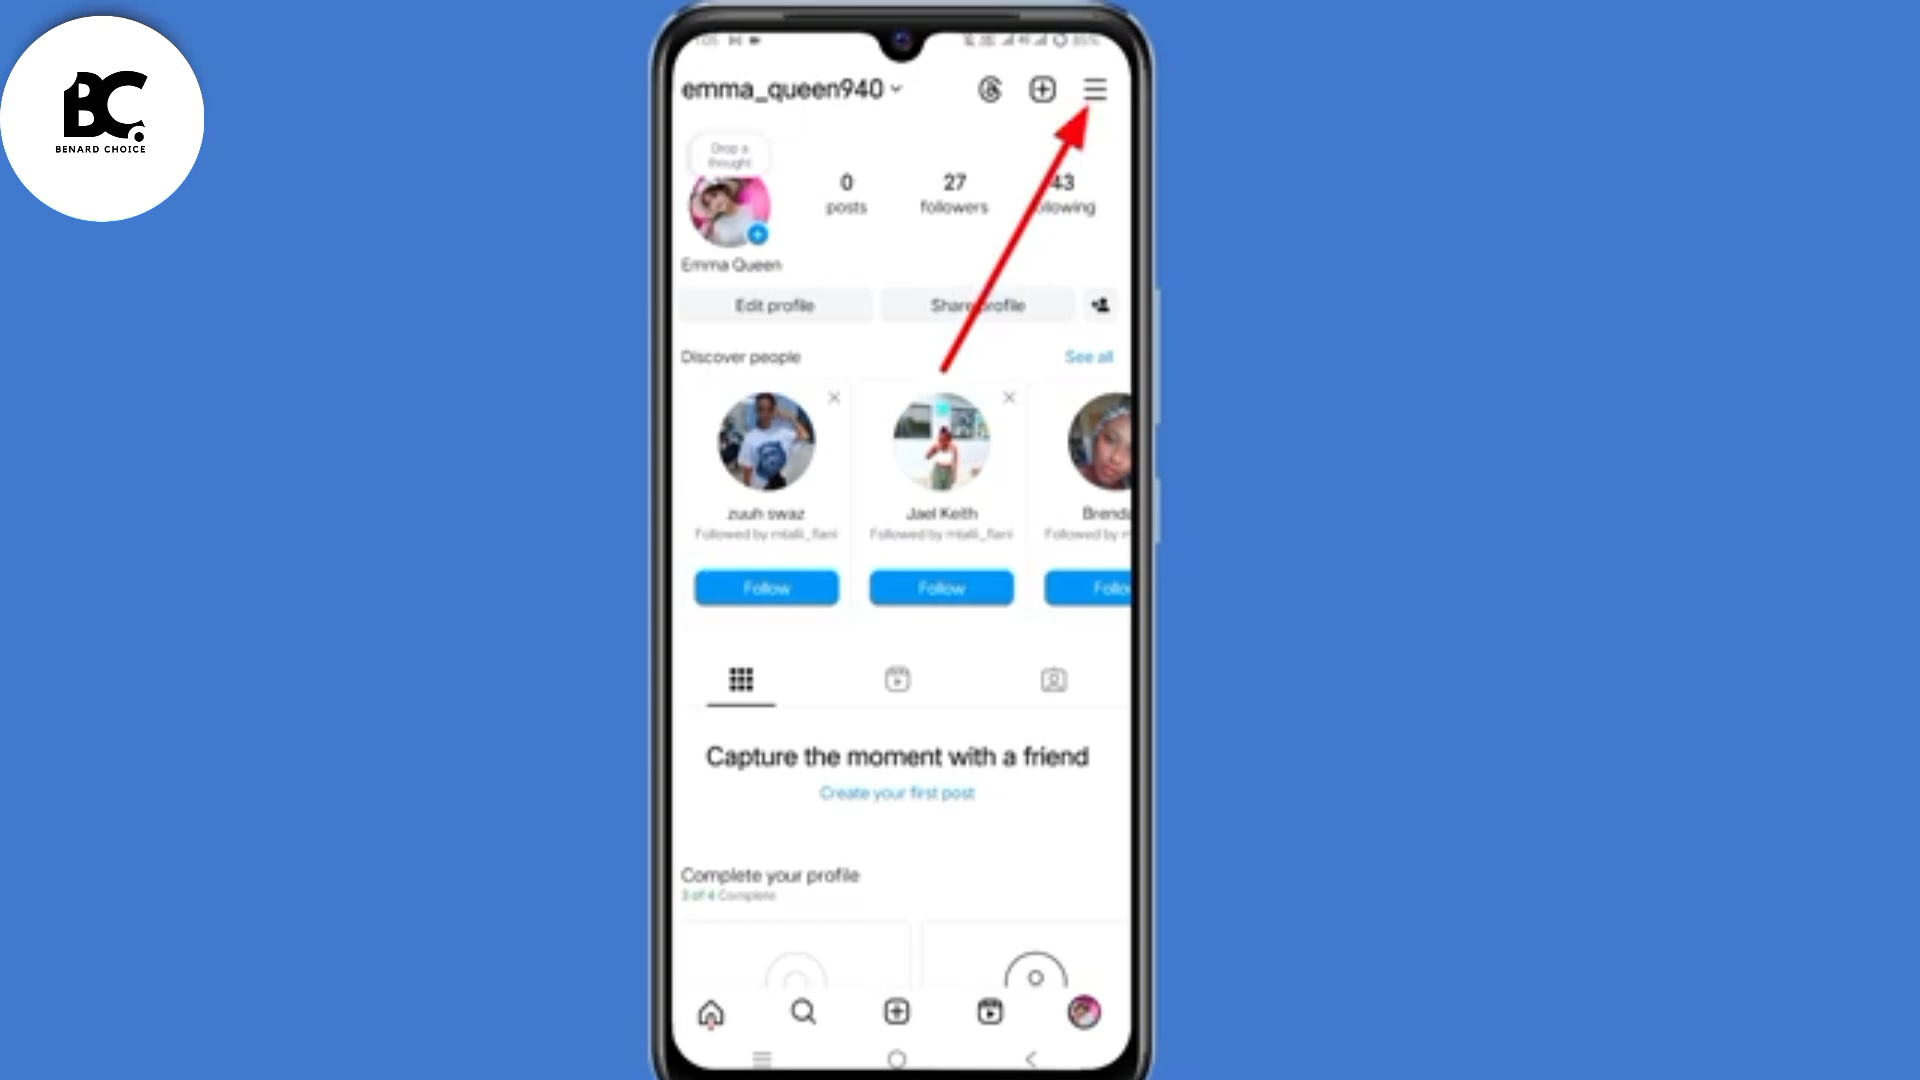 BC
BENARD CHOICE
emma_queen940
Drop a
thought
0
27
43
posts
followers
following
Emma Queen
Edit profile
Share profile
Discover people
See all
zuuh swaz
Jael Keith
Brenda
Followed by
Followed by
Followed by
Follow
Follow
Follow
Capture the moment with a friend
Create your first post
Complete your profile
3 of 4 Complete